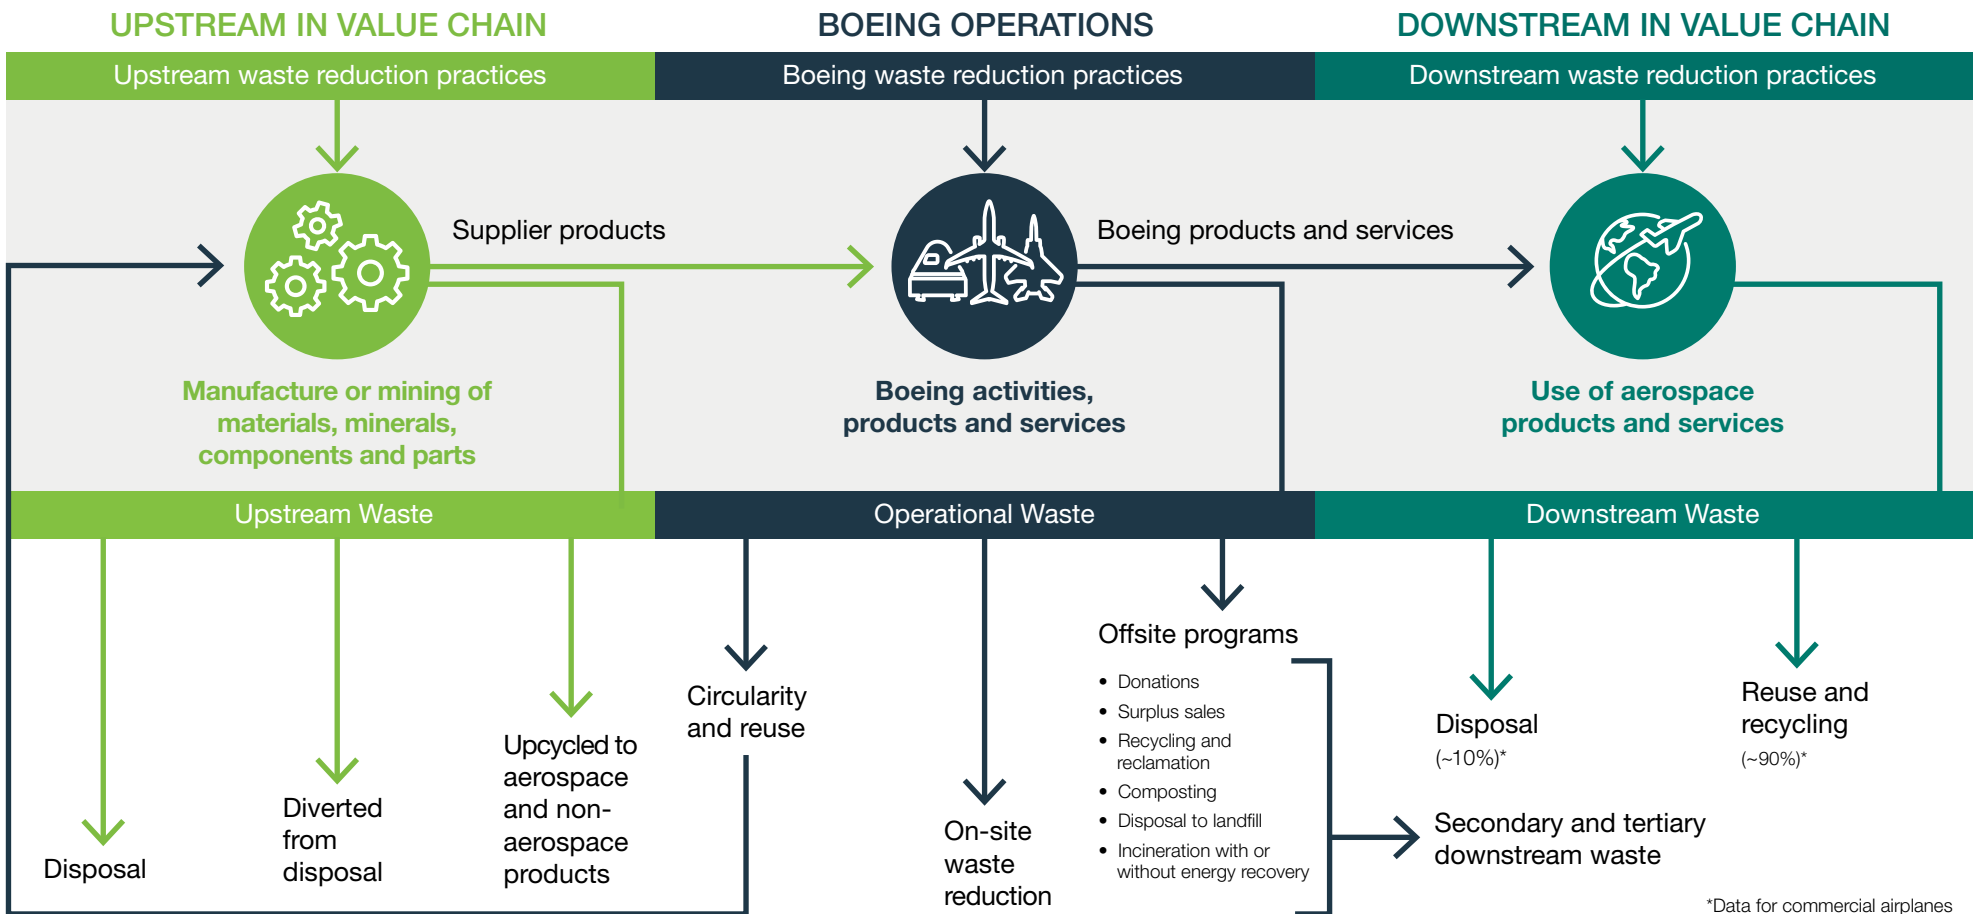 UPSTREAM IN VALUE CHAIN
BOEING OPERATIONS
DOWNSTREAM IN VALUE CHAIN
Upstream waste reduction practices
Boeing waste reduction practices
Downstream waste reduction practices
Supplier products
Boeing products and services
Manufacture or mining of
materials, minerals,
components and parts
Boeing activities,
products and services
Use of aerospace
products and services
Upstream Waste
Operational Waste
Downstream Waste
Disposal
Diverted
from
disposal
Upcycled to
aerospace
and non-
aerospace
products
Circularity
and reuse
On-site
waste
reduction
Offsite programs
• Donations
• Surplus sales
• Recycling and
reclamation
• Composting
• Disposal to landfill
• Incineration with or
without energy recovery
Disposal
(~10%)*
Reuse and
recycling
(~90%)*
Secondary and tertiary
downstream waste
*Data for commercial airplanes